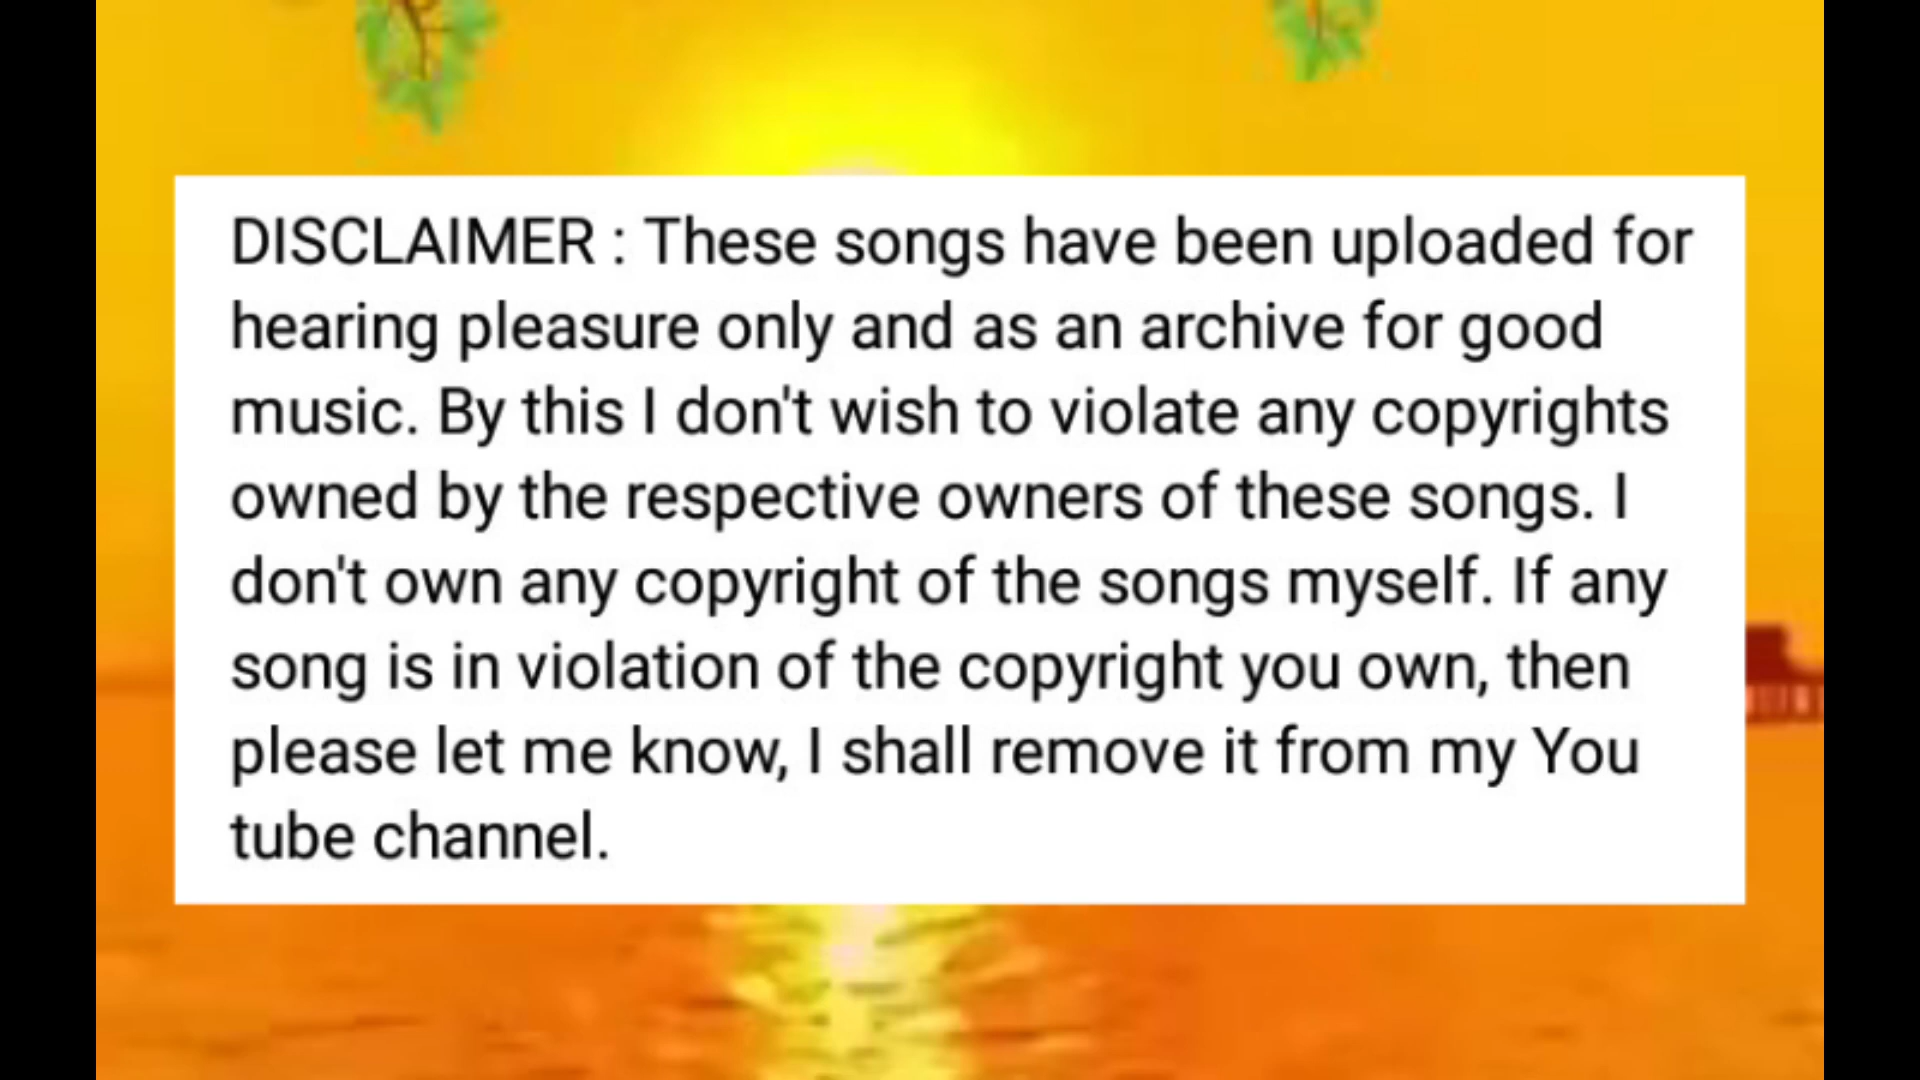 DISCLAIMER : These songs have been uploaded for
hearing pleasure only and as an archive for good
music. By this I don't wish to violate any copyrights
owned by the respective owners of these songs. I
don't own any copyright of the songs myself. If any
song is in violation of the copyright you own, then
please let me know, I shall remove it from my You
tube channel.